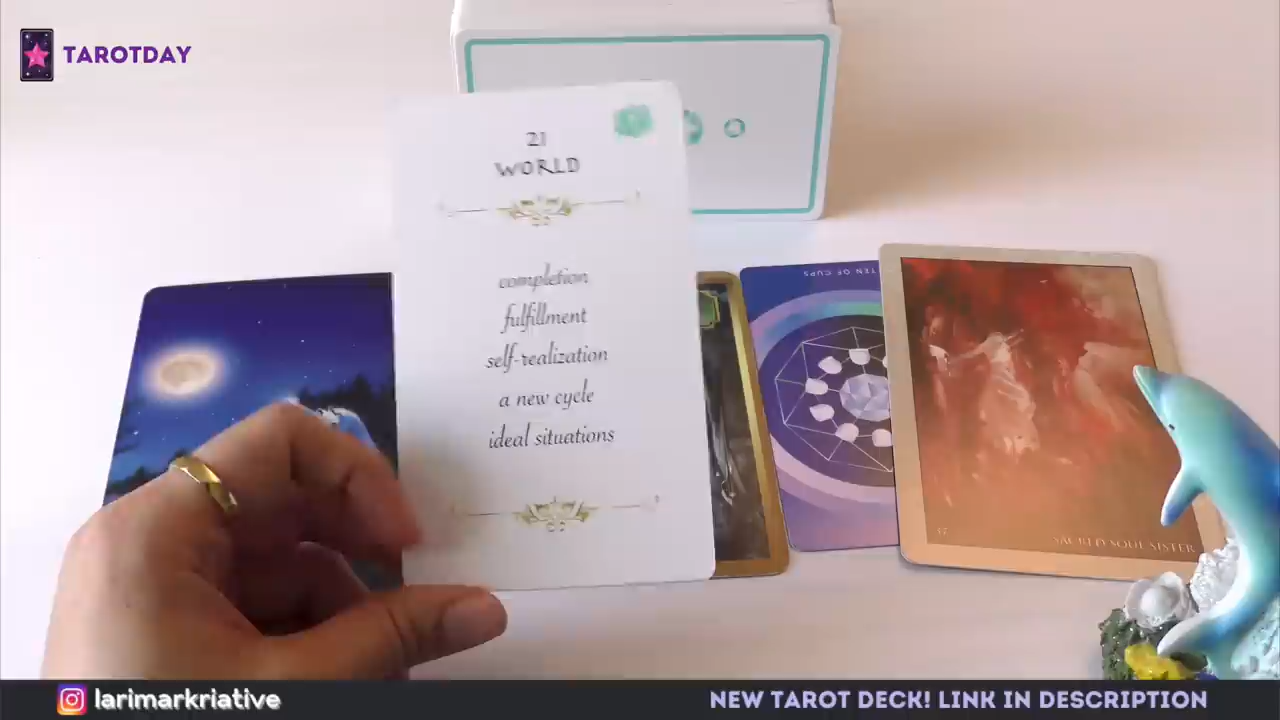 TAROTDAY
21
WORLD
completion
fulfillment
self-realization
a new cycle
ideal situations
TEN OF CUPS
57
SACRED SOUL SISTER
larimarkriative
NEW TAROT DECK! LINK IN DESCRIPTION